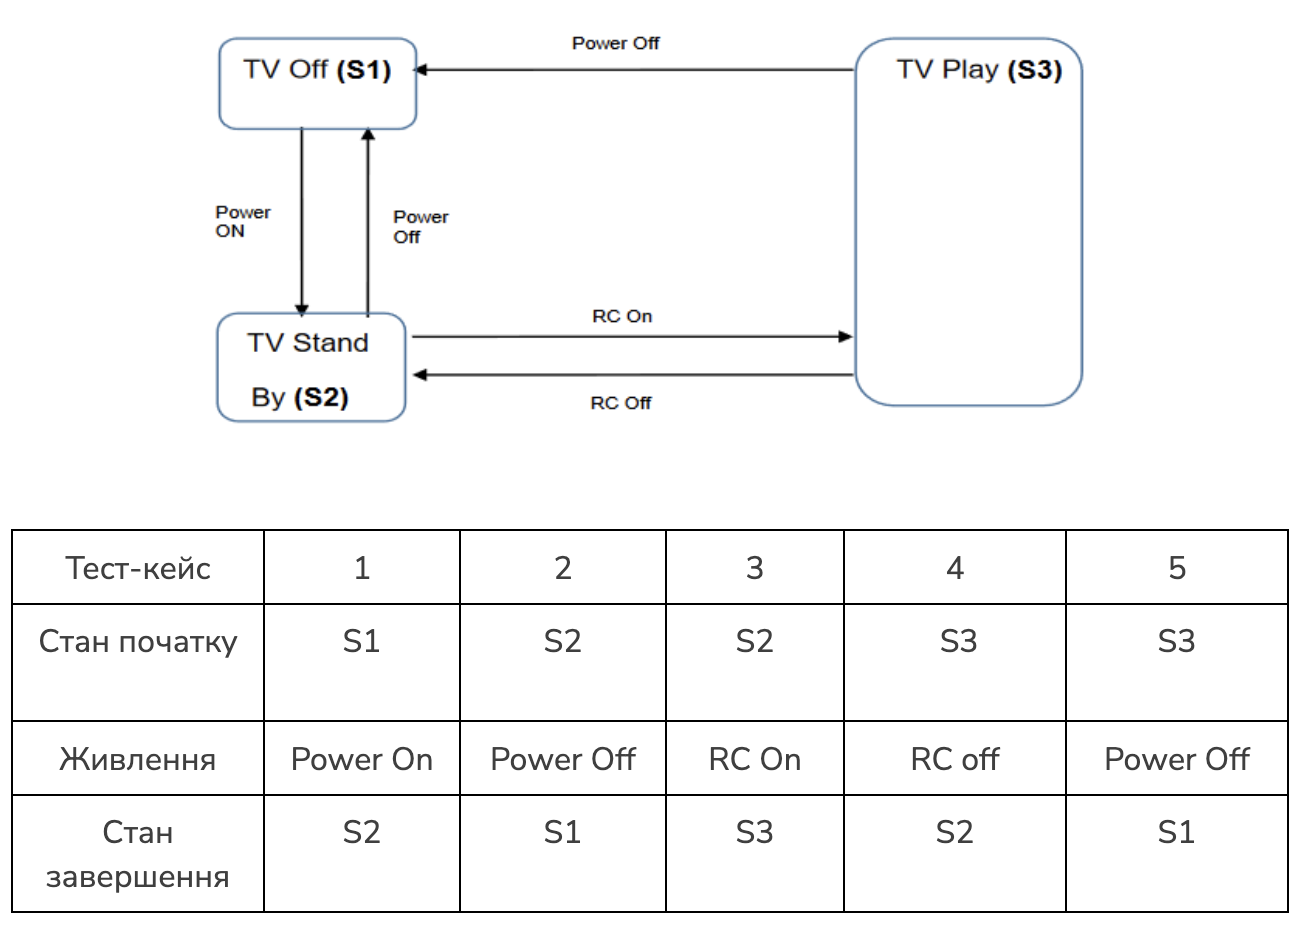 Power Off
TV Off (S1)
TV Play (S3)
Power
ON
Power
Off
RC On
TV Stand
By (S2)
RC Off
Тест-кейс 1 2 3 4 5
Стан початку S1 S2 S2 S3 S3
Живлення Power On Power Off RC On RC off Power Off
Стан
завершення S2 S1 S3 S2 S1